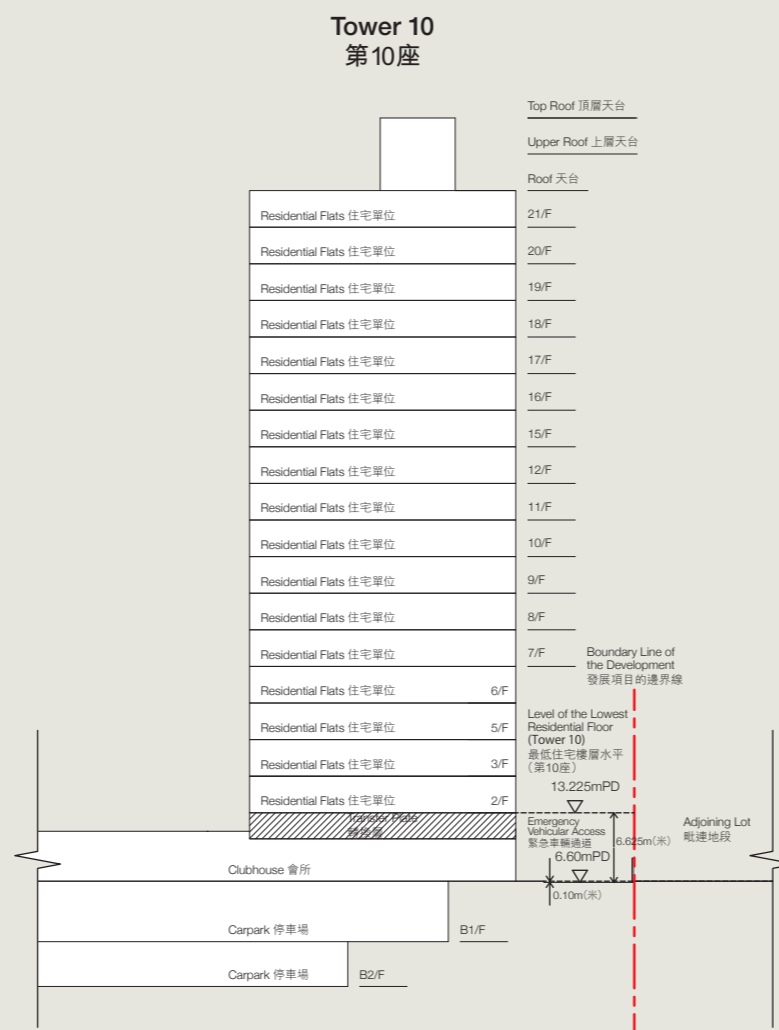 Tower 10
第10座
Top Roof 頂層天台
Upper Roof 上層天台
Roof 天台
Residential Flats 住宅單位
21/F
Residential Flats 住宅單位
20/F
Residential Flats 住宅單位
19/F
Residential Flats 住宅單位
18/F
Residential Flats 住宅單位
17/F
Residential Flats 住宅單位
16/F
Residential Flats 住宅單位
15/F
Residential Flats 住宅單位
12/F
Residential Flats 住宅單位
11/F
Residential Flats 住宅單位
10/F
Residential Flats 住宅單位
9/F
Residential Flats 住宅單位
8/F
Residential Flats 住宅單位
7/F
Boundary Line of
the Development
發展項目的邊界線
Residential Flats 住宅單位
6/F
Residential Flats 住宅單位
5/F
Residential Flats 住宅單位
3/F
Residential Flats 住宅單位
2/F
Level of the Lowest
Residential Floor
(Tower 10)
最低住宅樓層水平
(第10座)
13.225mPD
Transfer Plate
Emergency
Vehicular Access
緊急車輛通道
6.625m(米)
Adjoining Lot
毗連地段
6.60mPD
0.10m(米)
Clubhouse 會所
Carpark 停車場
B1/F
Carpark 停車場
B2/F